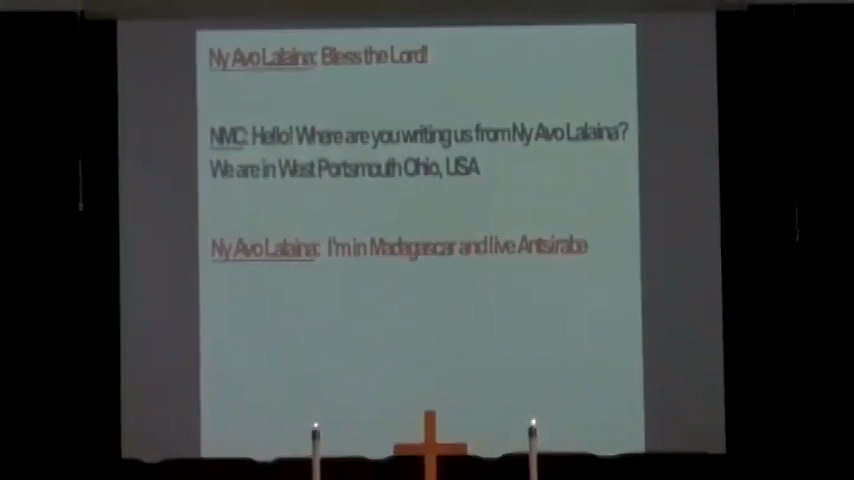 Ny Avo Lalaina: Bless the Lord!
NMC: Hello! Where are you writing us from Ny Avo Lalaina?
We are in West Portsmouth Ohio, USA
Ny Avo Lalaina: I'm in Madagascar and live Antsirabe